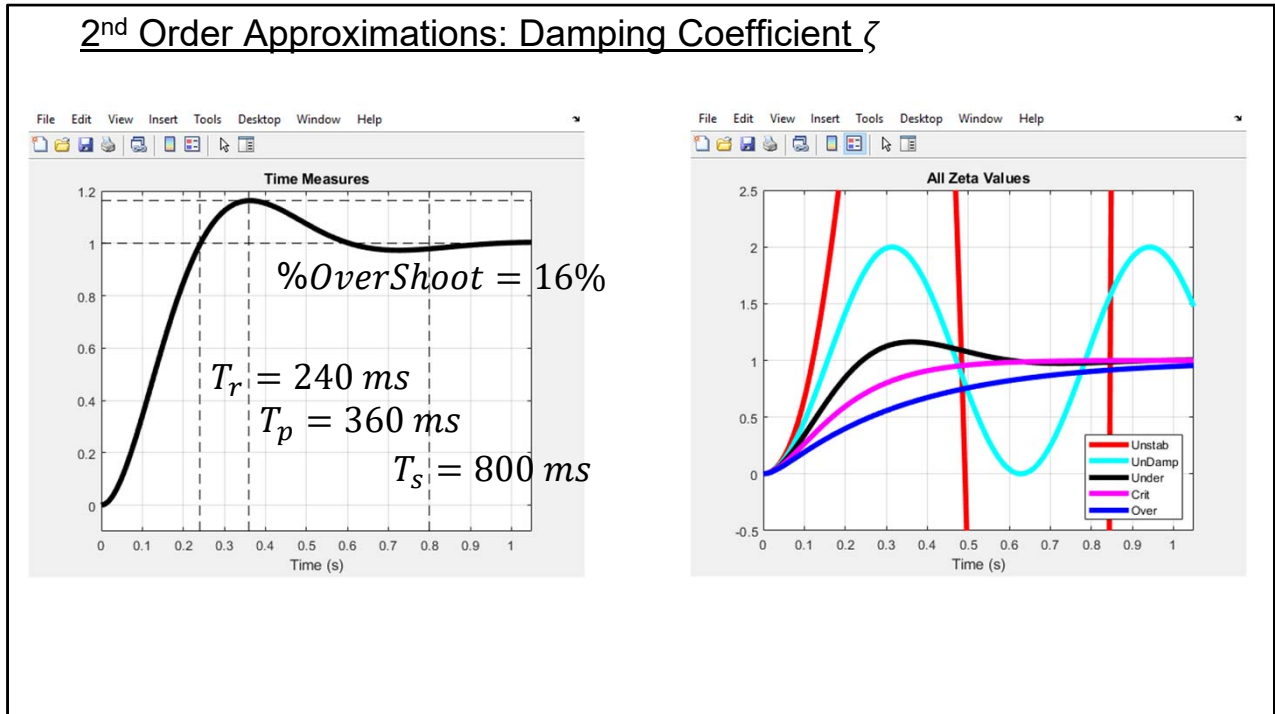 2nd Order Approximations: Damping Coefficient ζ
File Edit View Insert Tools Desktop Window Help
Time Measures
1.2
1
0.8
0.6
0.4
0.2
0
%OverShoot = 16%
T_r = 240 ms
T_p = 360 ms
T_s = 800 ms
0 0.1 0.2 0.3 0.4 0.5 0.6 0.7 0.8 0.9 1
Time (s)
File Edit View Insert Tools Desktop Window Help
All Zeta Values
2.5
2
1.5
1
0.5
0
-0.5
Unstab
UnDamp
Under
Crit
Over
0 0.1 0.2 0.3 0.4 0.5 0.6 0.7 0.8 0.9 1
Time (s)